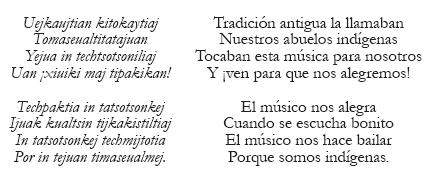 Uejkaujtian kitokaytiaj
Tomaseualtitatajuan
Yejua in techtsotsoniliaj
Uan ¡xiuiki maj tipakikan!

Techpaktia in tatsotsonkej
Ijuak kualtsin tijkakistiltiaj
In tatsotsonkej techmijtotia
Por in tejuan timaseualmej.

Tradición antigua la llamaban
Nuestros abuelos indígenas
Tocaban esta música para nosotros
Y ¡ven para que nos alegremos!

El músico nos alegra
Cuando se escucha bonito
El músico nos hace bailar
Porque somos indígenas.